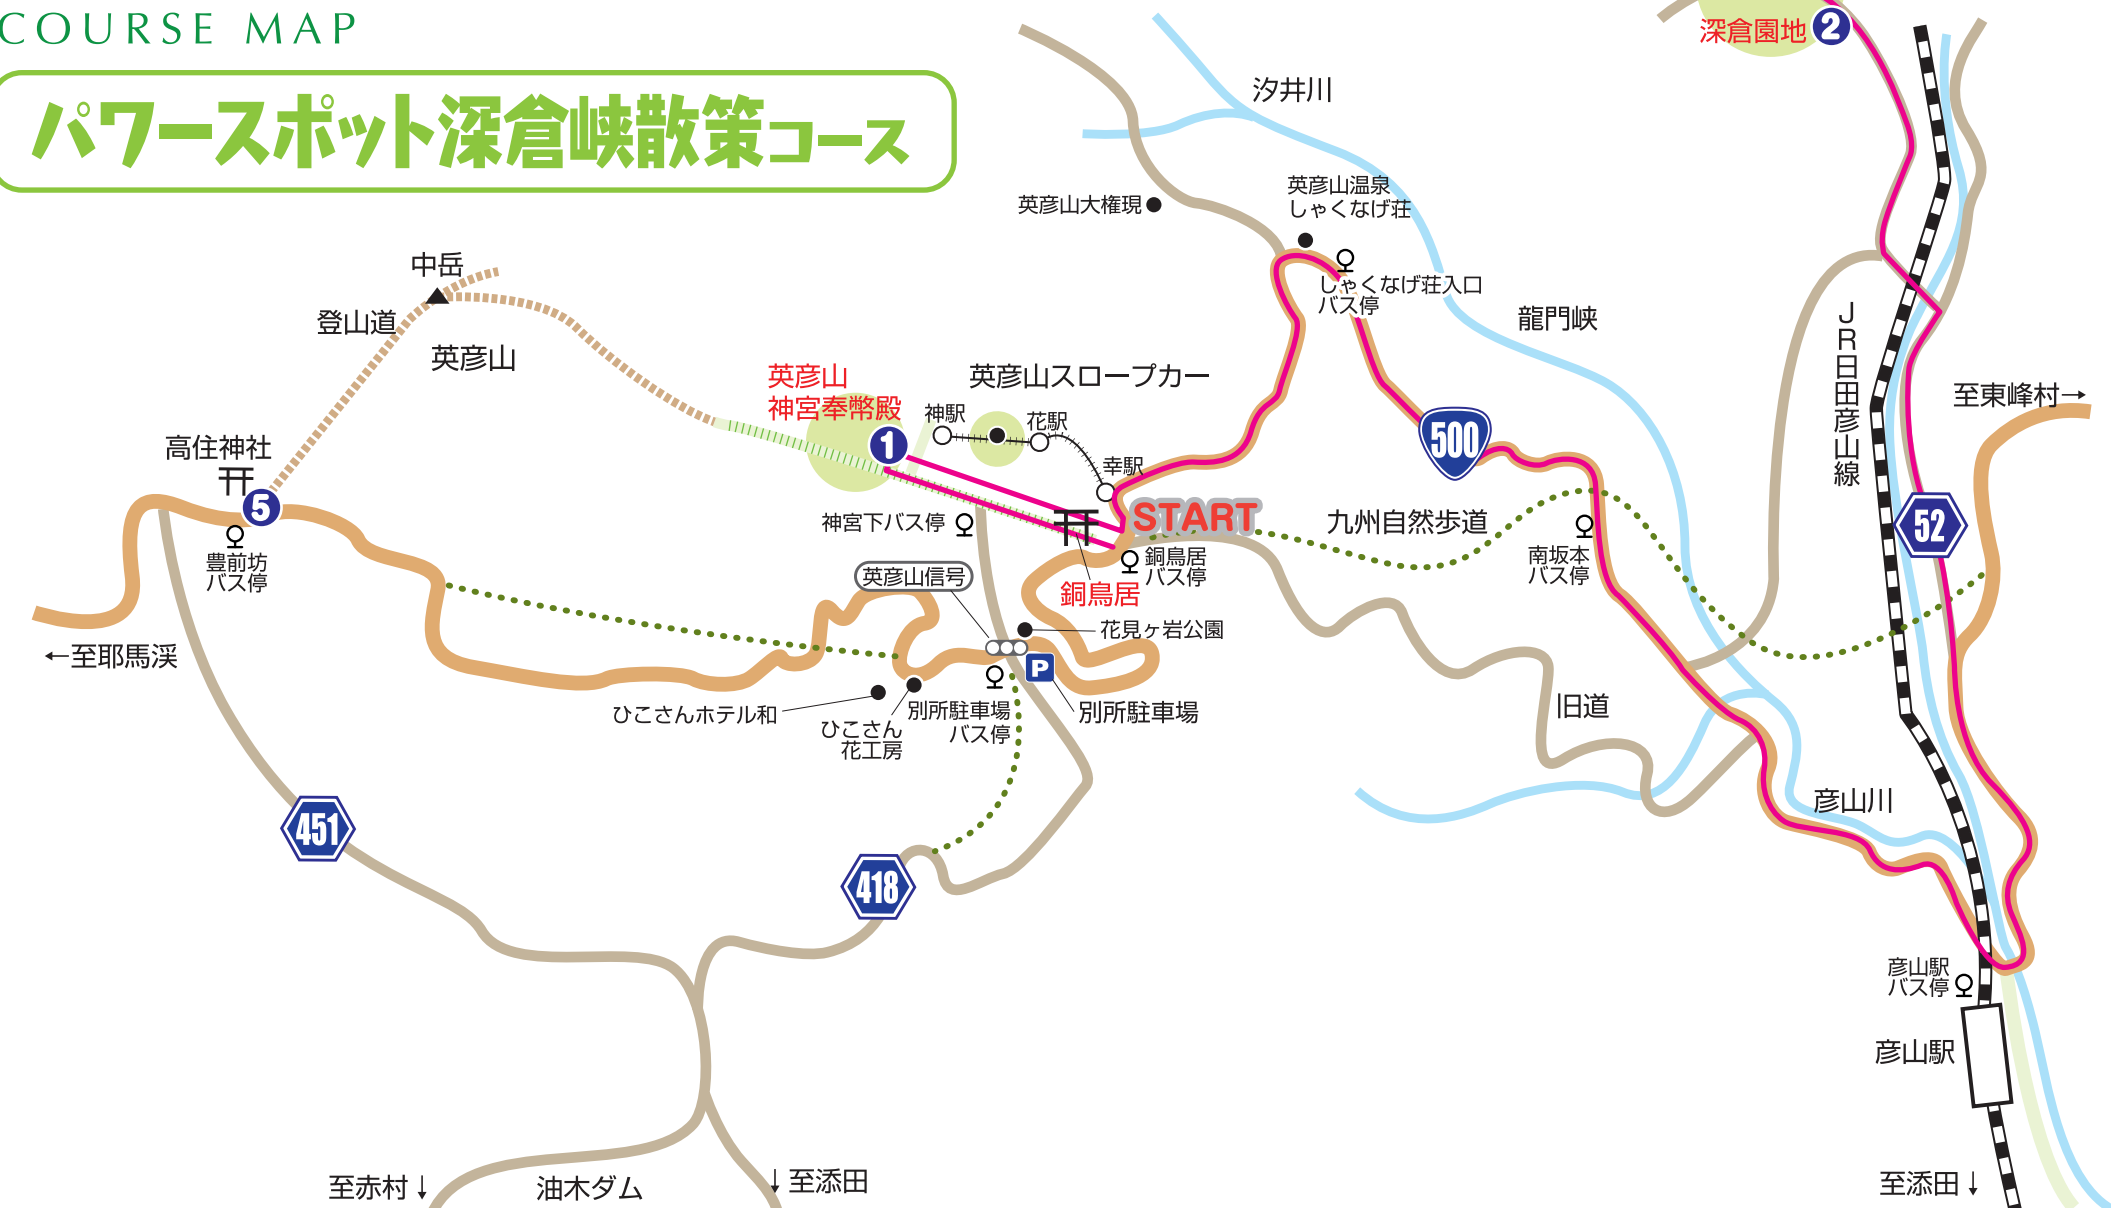 COURSE MAP
パワースポット深倉峡散策コース
深倉園地
2
汐井川
英彦山大権現
英彦山温泉
しゃくなげ荘
しゃくなげ荘入口
バス停
龍門峡
JR日田彦山線
至東峰村→
中岳
登山道
英彦山
英彦山
神宮奉幣殿
1
英彦山スロープカー
神駅
花駅
幸駅
500
高住神社
5
豊前坊
バス停
←至耶馬渓
神宮下バス停
START
九州自然歩道
南坂本
バス停
52
銅鳥居
バス停
銅鳥居
英彦山信号
花見ヶ岩公園
P
ひこさんホテル和
ひこさん
花工房
別所駐車場
バス停
別所駐車場
旧道
彦山川
451
418
彦山駅
バス停
彦山駅
至赤村↓
油木ダム
↓至添田
至添田↓